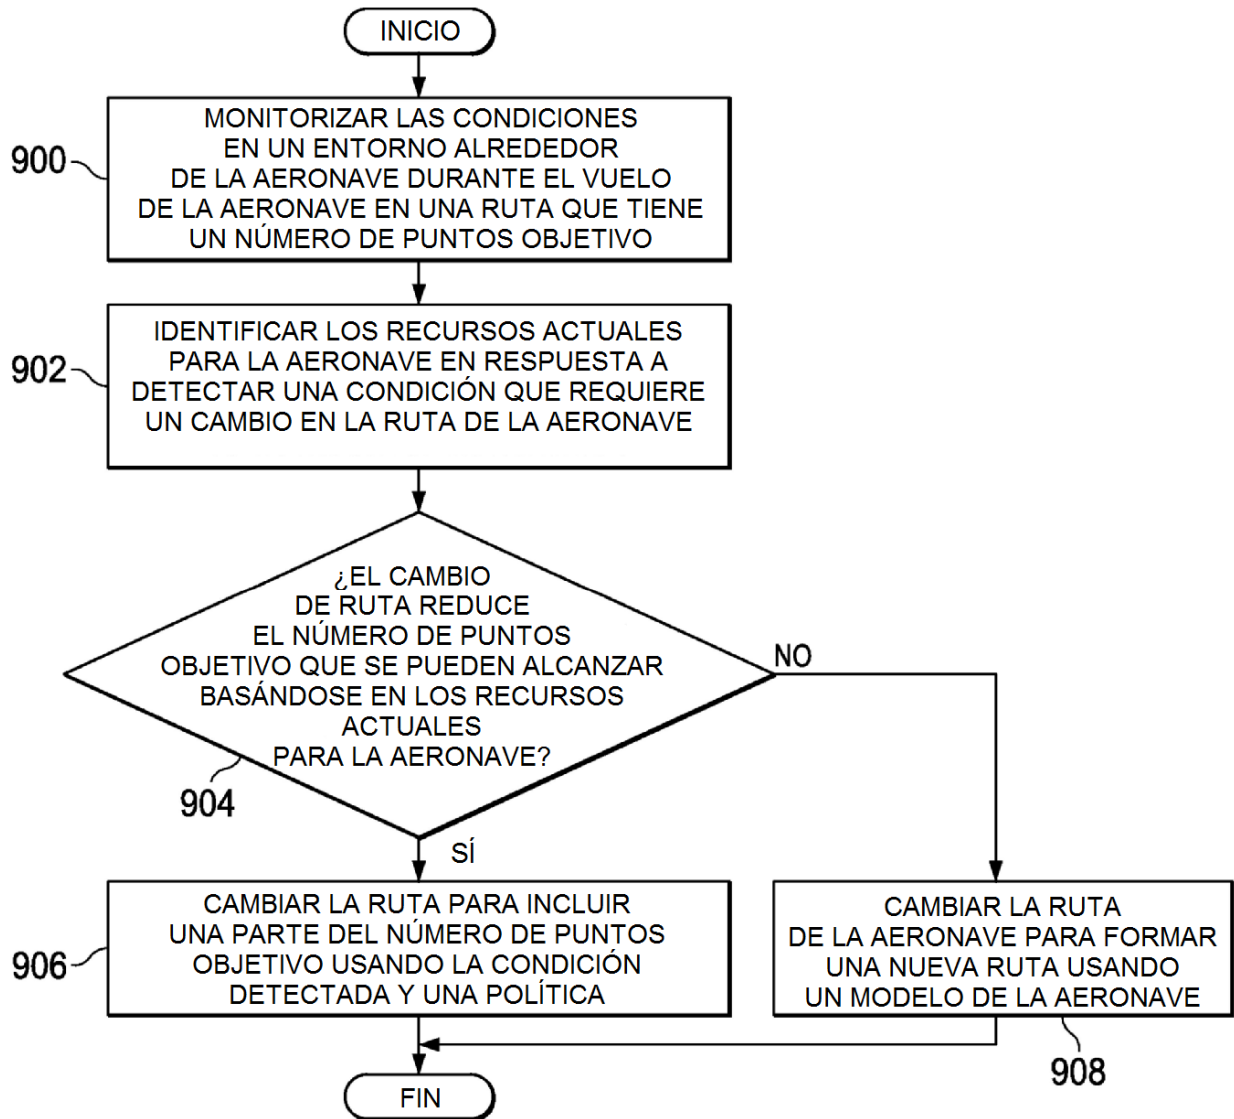 INICIO
900
MONITORIZAR LAS CONDICIONES
EN UN ENTORNO ALREDEDOR
DE LA AERONAVE DURANTE EL VUELO
DE LA AERONAVE EN UNA RUTA QUE TIENE
UN NÚMERO DE PUNTOS OBJETIVO
902
IDENTIFICAR LOS RECURSOS ACTUALES
PARA LA AERONAVE EN RESPUESTA A
DETECTAR UNA CONDICIÓN QUE REQUIERE
UN CAMBIO EN LA RUTA DE LA AERONAVE
¿EL CAMBIO
DE RUTA REDUCE
EL NÚMERO DE PUNTOS
OBJETIVO QUE SE PUEDEN ALCANZAR
BASÁNDOSE EN LOS RECURSOS
ACTUALES
PARA LA AERONAVE?
904
NO
SÍ
906
CAMBIAR LA RUTA PARA INCLUIR
UNA PARTE DEL NÚMERO DE PUNTOS
OBJETIVO USANDO LA CONDICIÓN
DETECTADA Y UNA POLÍTICA
CAMBIAR LA RUTA
DE LA AERONAVE PARA FORMAR
UNA NUEVA RUTA USANDO
UN MODELO DE LA AERONAVE
908
FIN